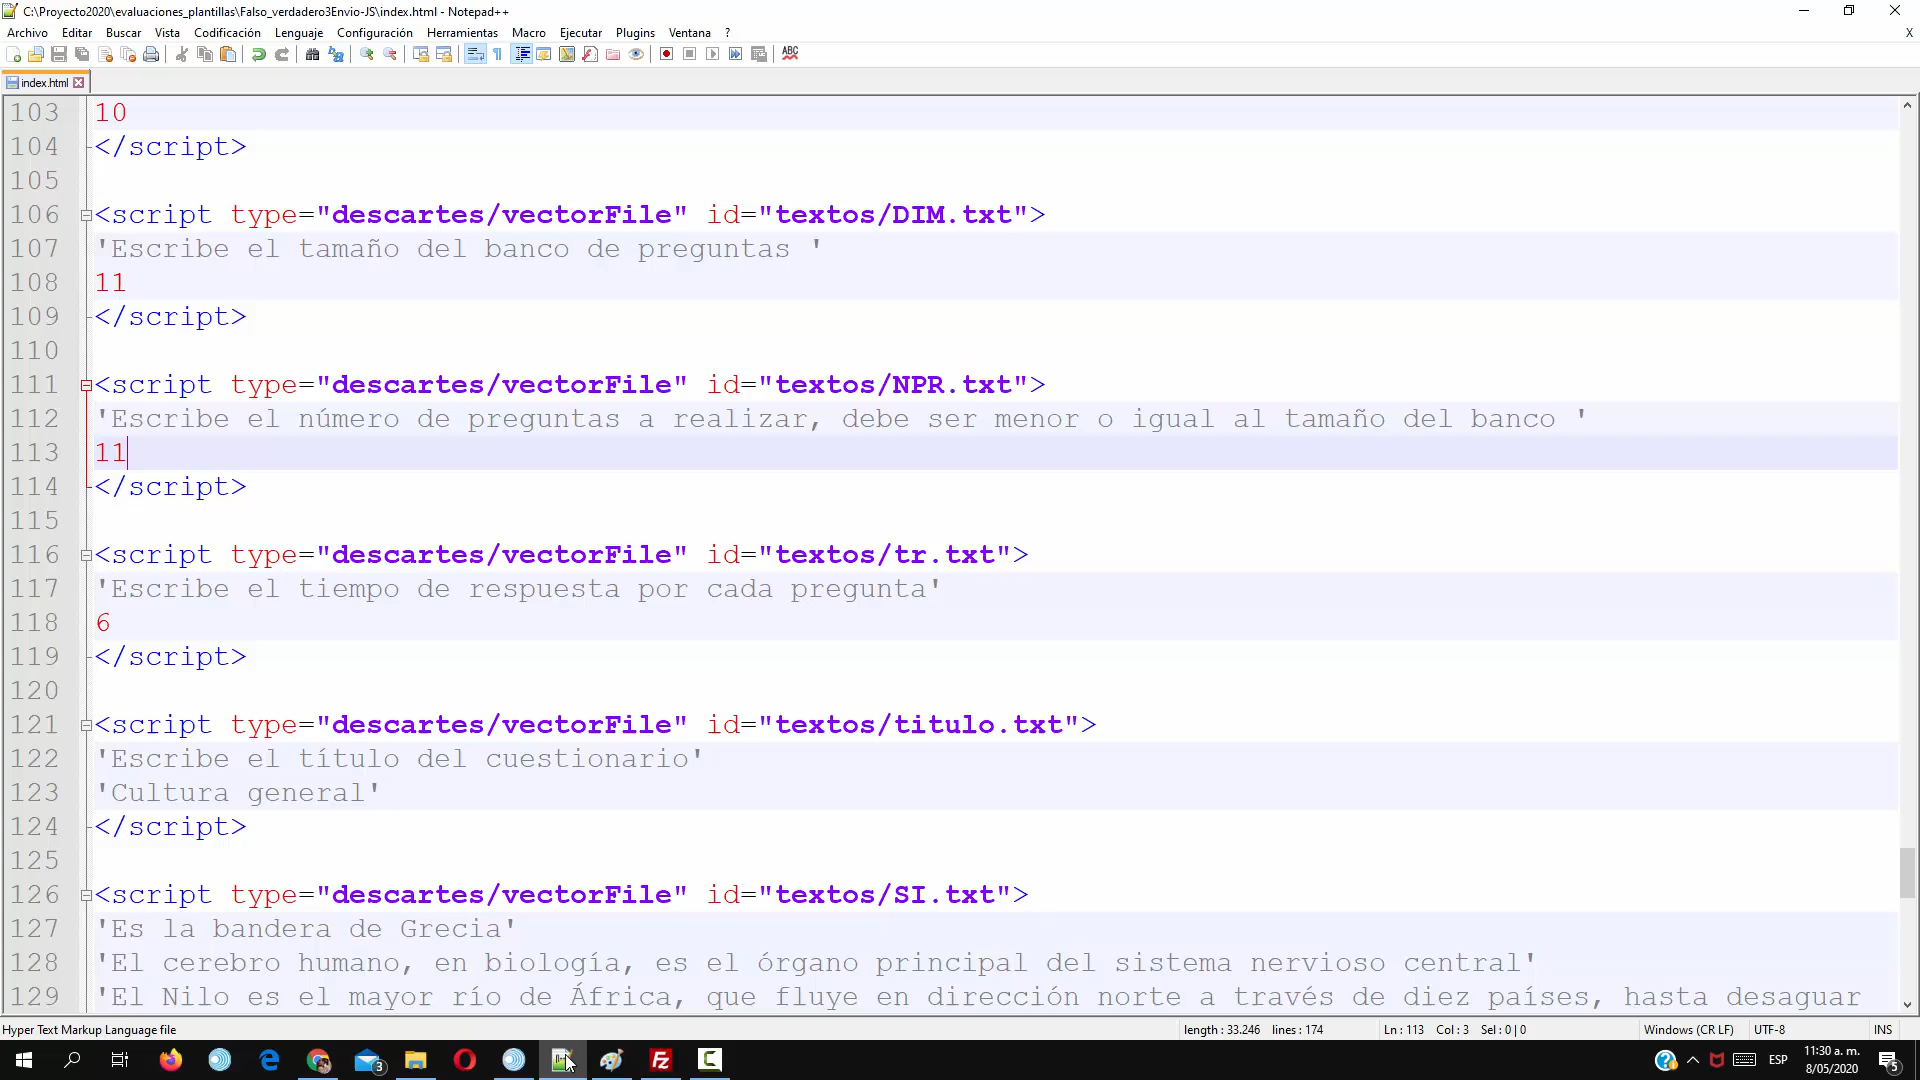 C:\Proyecto2020\evaluaciones_plantillas\Falso_verdadero3Envio-JS\index.html - Notepad++
Archivo Editar Buscar Vista Codificación Lenguaje Configuración Herramientas Macro Ejecutar Plugins Ventana ? X
ABC
index.html
103 10
104 </script>
105
106 <script type="descartes/vectorFile" id="textos/DIM.txt">
107 'Escribe el tamaño del banco de preguntas '
108 11
109 </script>
110
111 <script type="descartes/vectorFile" id="textos/NPR.txt">
112 'Escribe el número de preguntas a realizar, debe ser menor o igual al tamaño del banco '
113 11
114 </script>
115
116 <script type="descartes/vectorFile" id="textos/tr.txt">
117 'Escribe el tiempo de respuesta por cada pregunta'
118 6
119 </script>
120
121 <script type="descartes/vectorFile" id="textos/titulo.txt">
122 'Escribe el título del cuestionario'
123 'Cultura general'
124 </script>
125
126 <script type="descartes/vectorFile" id="textos/SI.txt">
127 'Es la bandera de Grecia'
128 'El cerebro humano, en biología, es el órgano principal del sistema nervioso central'
129 'El Nilo es el mayor río de África, que fluye en dirección norte a través de diez países, hasta desaguar
Hyper Text Markup Language file length : 33.246 lines : 174 Ln : 113 Col : 3 Sel : 0 | 0 Windows (CR LF) UTF-8 INS
3 ESP 11:30 a. m.
8/05/2020 5